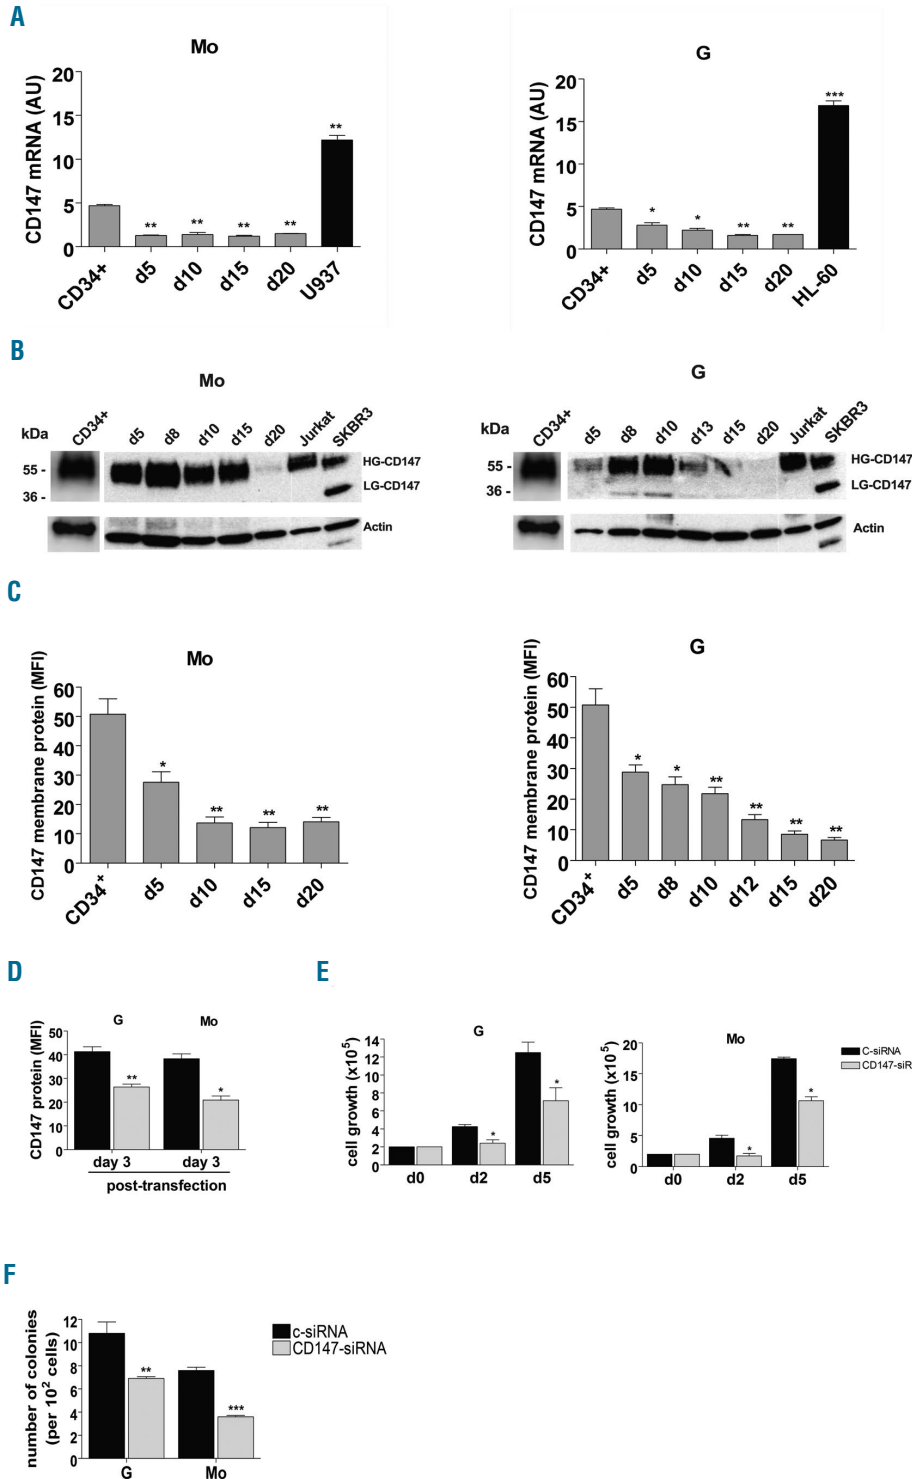 A
Mo
G
CD147 mRNA (AU)
20
15
10
5
0
** ** ** ** **
CD34+ d5 d10 d15 d20 U937
CD147 mRNA (AU)
20
15
10
5
0
* * ** ** ***
CD34+ d5 d10 d15 d20 HL-60
B
Mo
G
kDa CD34+ d5 d8 d10 d15 d20 Jurkat SKBR3
55 - HG-CD147
36 - LG-CD147
Actin
kDa CD34+ d5 d8 d10 d13 d15 d20 Jurkat SKBR3
55 - HG-CD147
36 - LG-CD147
Actin
C
Mo
G
CD147 membrane protein (MFI)
60
50
40
30
20
10
0
* ** ** **
CD34+ d5 d10 d15 d20
CD147 membrane protein (MFI)
60
50
40
30
20
10
0
* * ** ** ** **
CD34+ d5 d8 d10 d12 d15 d20
D
G Mo
CD147 protein (MFI)
50
40
30
20
10
0
** *
day 3 day 3
post-transfection
E
G
cell growth (x10⁵)
14
12
10
8
6
4
2
* *
d0 d2 d5
Mo
cell growth (x10⁵)
20
15
10
5
0
* *
d0 d2 d5
C-siRNA
CD147-siR
F
number of colonies
(per 10² cells)
12
10
8
6
4
2
0
** ***
G Mo
c-siRNA
CD147-siRNA